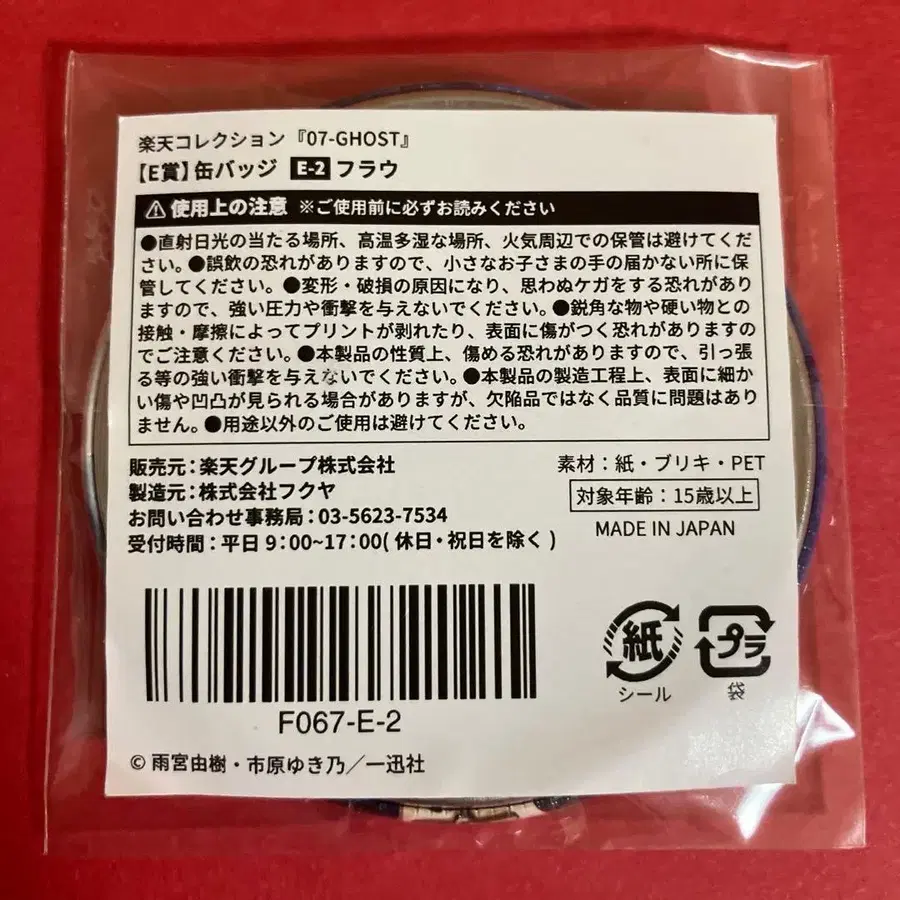 楽天コレクション『07-GHOST』
【E賞】缶バッジ E-2 フラウ
使用上の注意 ※ご使用前に必ずお読みください
●直射日光の当たる場所、高温多湿な場所、火気周辺での保管は避けてくだ
さい。●誤飲の恐れがありますので、小さなお子さまの手の届かない所に保
管してください。●変形・破損の原因になり、思わぬケガをする恐れがあり
ますので、強い圧力や衝撃を与えないでください。●鋭角な物や硬い物との
接触・摩擦によってプリントが剥れたり、表面に傷がつく恐れがありますの
でご注意ください。●本製品の性質上、傷める恐れがありますので、引っ張
る等の強い衝撃を与えないでください。●本製品の製造工程上、表面に細か
い傷や凹凸が見られる場合がありますが、欠陥品ではなく品質に問題はあり
ません。●用途以外のご使用は避けてください。
販売元：楽天グループ株式会社
製造元：株式会社フクヤ
お問い合わせ事務局：03-5623-7534
受付時間：平日 9：00~17：00( 休日・祝日を除く )
素材：紙・ブリキ・PET
対象年齢：15歳以上
MADE IN JAPAN
紙
シール
プラ
袋
F067-E-2
© 雨宮由樹・市原ゆき乃／一迅社